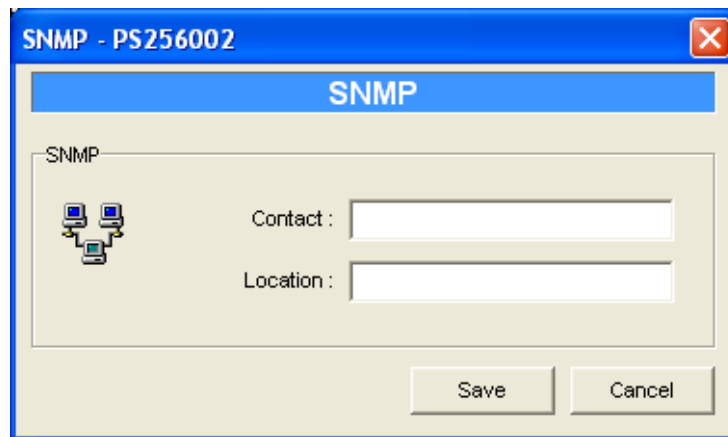 SNMP - PS256002
SNMP
SNMP
Contact :
Location :
Save Cancel